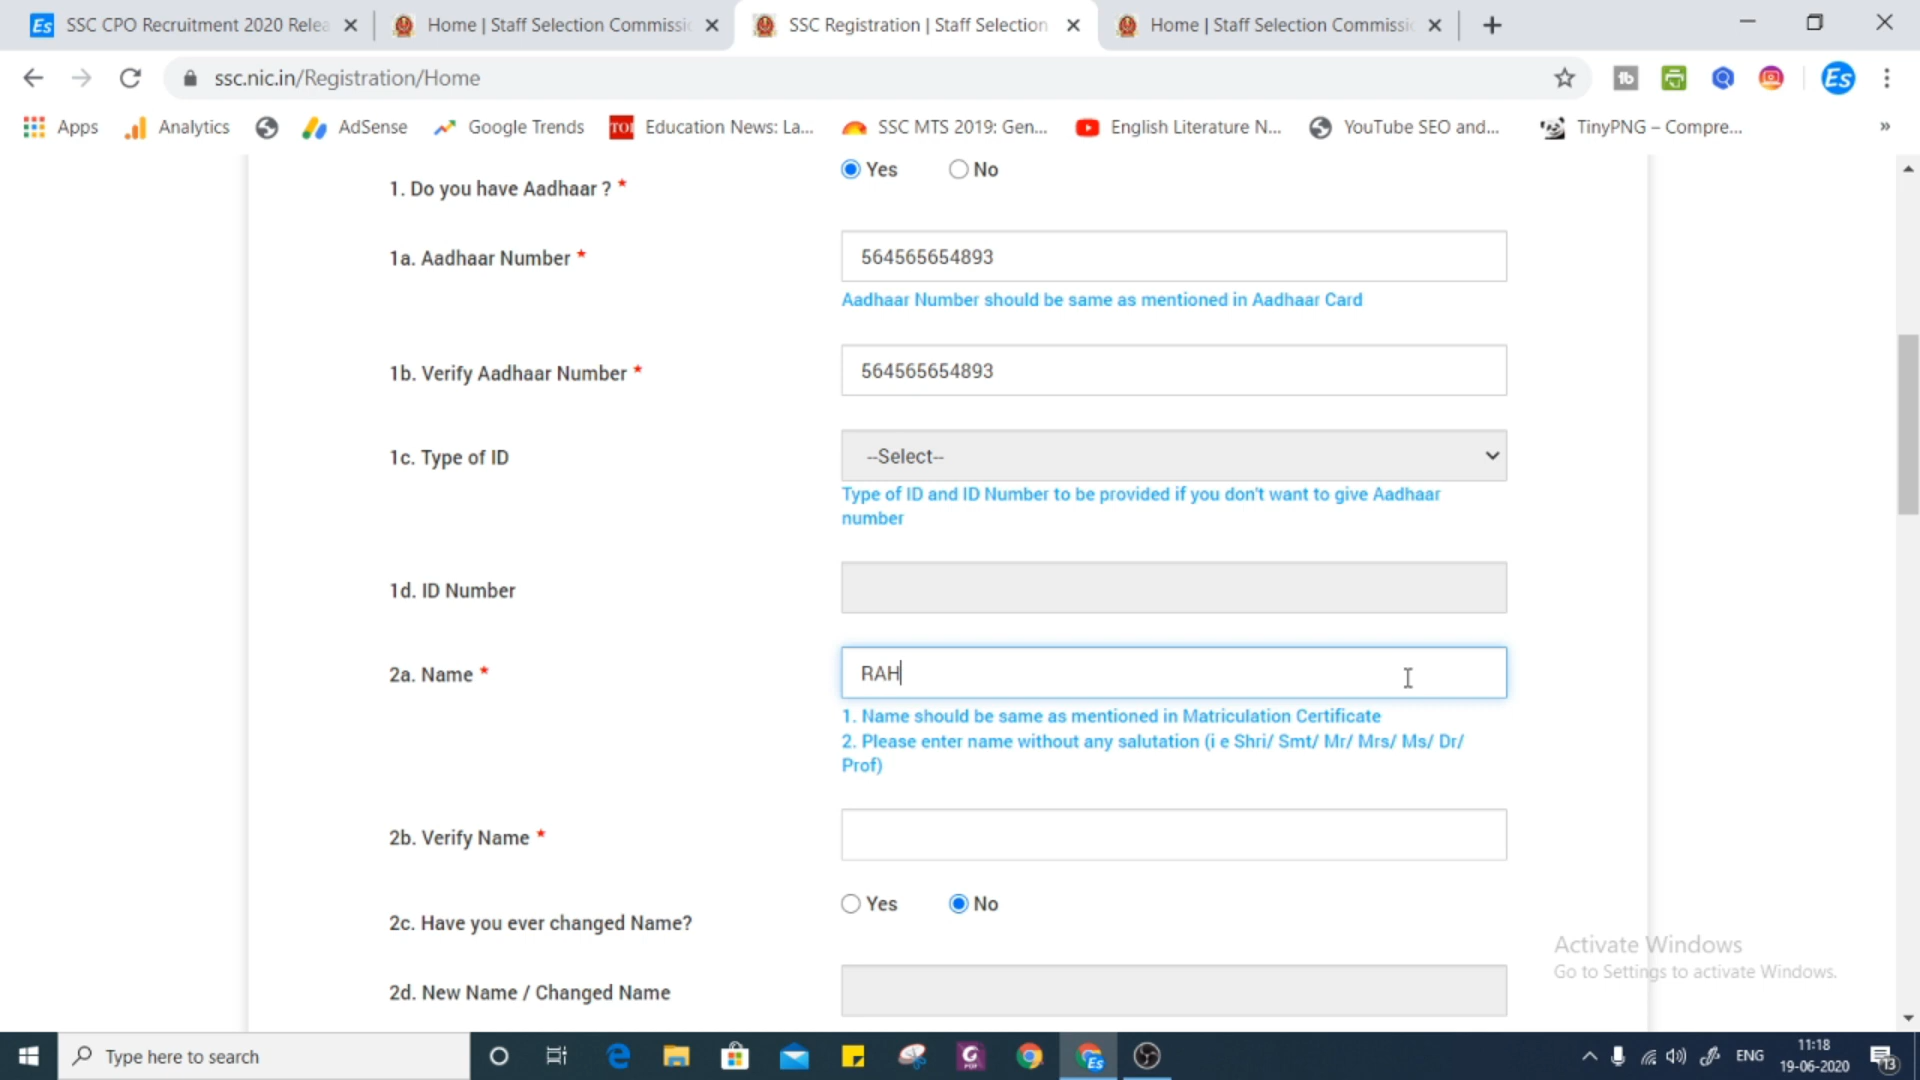 SSC CPO Recruitment 2020 Relea
Home | Staff Selection Commissi
SSC Registration | Staff Selection
Home | Staff Selection Commissi
ssc.nic.in/Registration/Home
Es
Apps
Analytics
AdSense
Google Trends
TOI
Education News: La...
SSC MTS 2019: Gen...
English Literature N...
YouTube SEO and...
TinyPNG – Compre...
»
1. Do you have Aadhaar ? *
Yes
No
1a. Aadhaar Number *
564565654893
Aadhaar Number should be same as mentioned in Aadhaar Card
1b. Verify Aadhaar Number *
564565654893
1c. Type of ID
--Select--
Type of ID and ID Number to be provided if you don't want to give Aadhaar
number
1d. ID Number
2a. Name *
RAH
1. Name should be same as mentioned in Matriculation Certificate
2. Please enter name without any salutation (i e Shri/ Smt/ Mr/ Mrs/ Ms/ Dr/
Prof)
2b. Verify Name *
2c. Have you ever changed Name?
Yes
No
2d. New Name / Changed Name
Activate Windows
Go to Settings to activate Windows.
Type here to search
ENG
11:18
19-06-2020
13